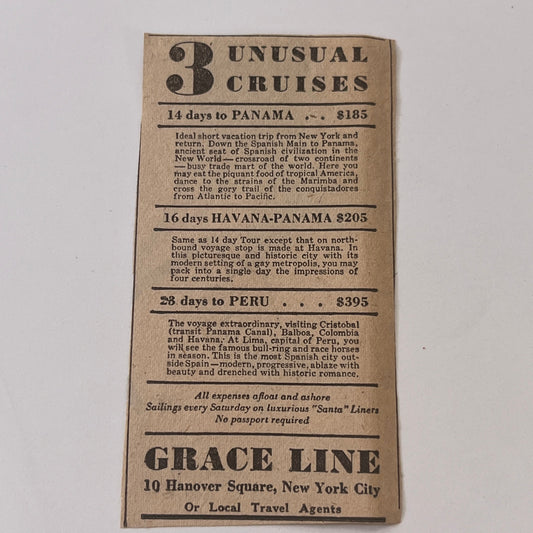 3 UNUSUAL
CRUISES
14 days to PANAMA . . $185
Ideal short vacation trip from New York and
return. Down the Spanish Main to Panama,
ancient seat of Spanish civilization in the
New World—crossroad of two continents
—busy trade mart of the world. Here you
may eat the piquant food of tropical America,
dance to the strains of the Marimba and
cross the gory trail of the conquistadores
from Atlantic to Pacific.
16 days HAVANA-PANAMA $205
Same as 14 day Tour except that on north-
bound voyage stop is made at Havana. In
this picturesque and historic city with its
modern setting of a gay metropolis, you may
pack into a single day the impressions of
four centuries.
28 days to PERU . . . $395
The voyage extraordinary, visiting Cristobal
(transit Panama Canal), Balboa, Colombia
and Havana. At Lima, capital of Peru, you
will see the famous bull-ring and race horses
in season. This is the most Spanish city out-
side Spain—modern, progressive, ablaze with
beauty and drenched with historic romance.
All expenses afloat and ashore
Sailings every Saturday on luxurious "Santa" Liners
No passport required
GRACE LINE
10 Hanover Square, New York City
Or Local Travel Agents